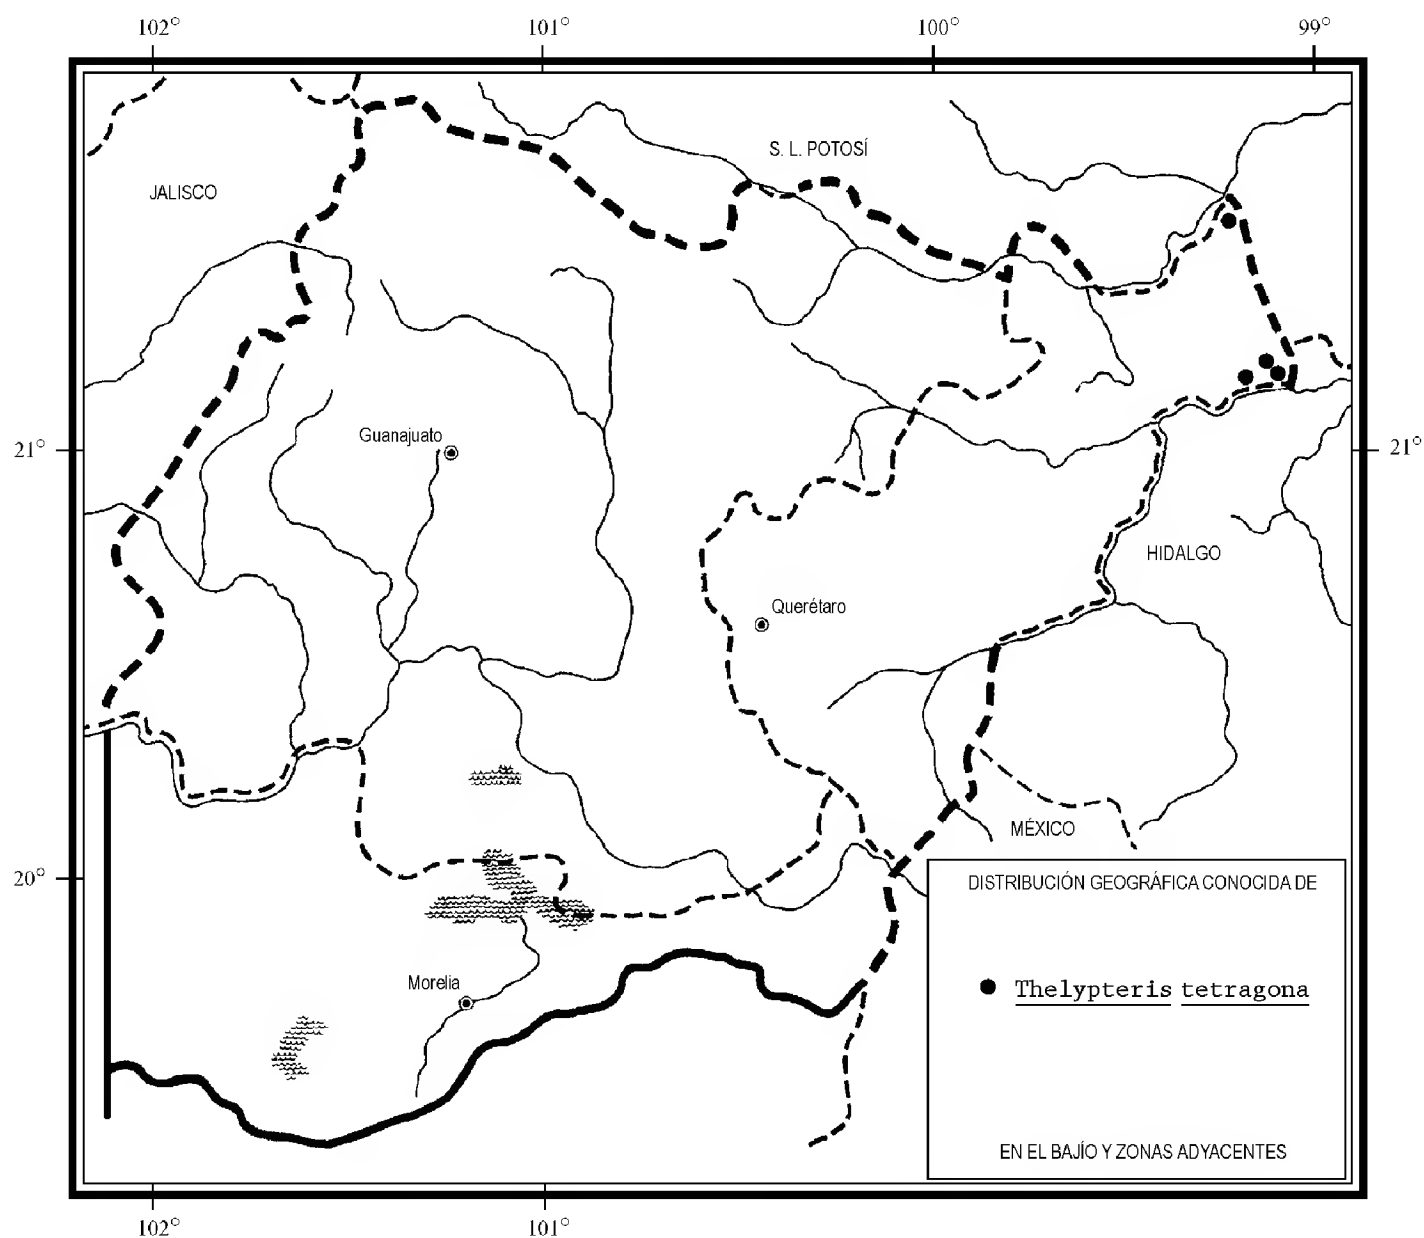 102° 101° 100° 99°
S. L. POTOSÍ
JALISCO
Guanajuato
21° 21°
HIDALGO
Querétaro
MÉXICO
20°
DISTRIBUCIÓN GEOGRÁFICA CONOCIDA DE
Morelia
Thelypteris tetragona
EN EL BAJÍO Y ZONAS ADYACENTES
102° 101°